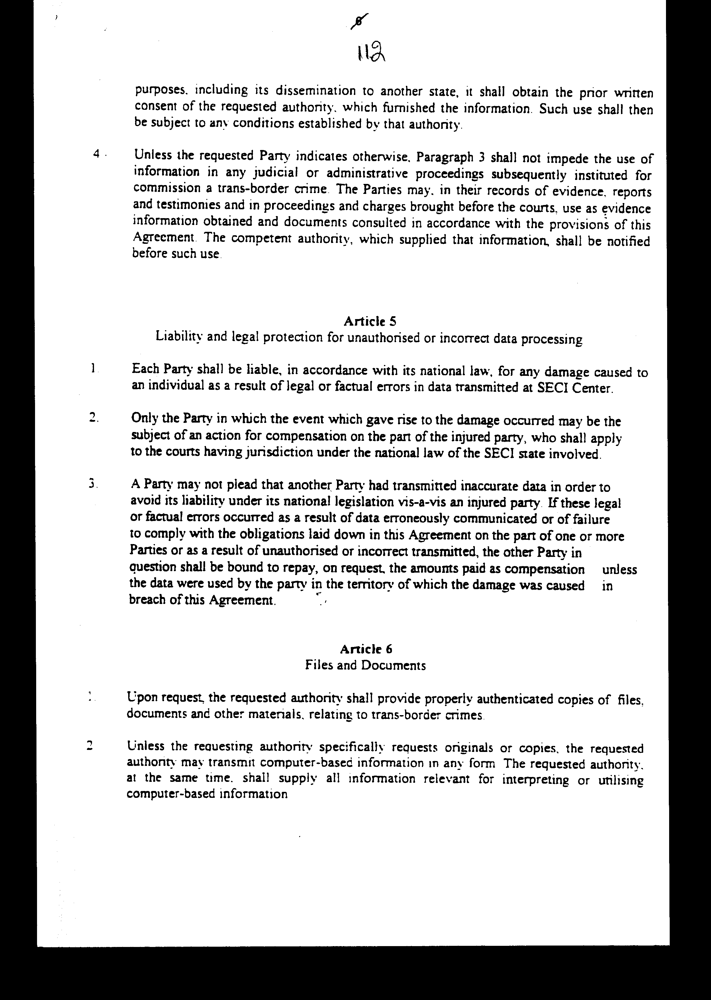 6
112
purposes, including its dissemination to another state, it shall obtain the prior written
consent of the requested authority, which furnished the information. Such use shall then
be subject to any conditions established by that authority.
4. Unless the requested Party indicates otherwise, Paragraph 3 shall not impede the use of
information in any judicial or administrative proceedings subsequently instituted for
commission a trans-border crime. The Parties may, in their records of evidence, reports
and testimonies and in proceedings and charges brought before the courts, use as evidence
information obtained and documents consulted in accordance with the provisions of this
Agreement. The competent authority, which supplied that information, shall be notified
before such use.
Article 5
Liability and legal protection for unauthorised or incorrect data processing
1. Each Party shall be liable, in accordance with its national law, for any damage caused to
an individual as a result of legal or factual errors in data transmitted at SECI Center.
2. Only the Party in which the event which gave rise to the damage occurred may be the
subject of an action for compensation on the part of the injured party, who shall apply
to the courts having jurisdiction under the national law of the SECI state involved.
3. A Party may not plead that another Party had transmitted inaccurate data in order to
avoid its liability under its national legislation vis-a-vis an injured party. If these legal
or factual errors occurred as a result of data erroneously communicated or of failure
to comply with the obligations laid down in this Agreement on the part of one or more
Parties or as a result of unauthorised or incorrect transmitted, the other Party in
question shall be bound to repay, on request, the amounts paid as compensation unless
the data were used by the party in the territory of which the damage was caused in
breach of this Agreement.
Article 6
Files and Documents
1. Upon request, the requested authority shall provide properly authenticated copies of files,
documents and other materials, relating to trans-border crimes.
2 Unless the requesting authority specifically requests originals or copies, the requested
authority may transmit computer-based information in any form The requested authority,
at the same time, shall supply all information relevant for interpreting or utilising
computer-based information